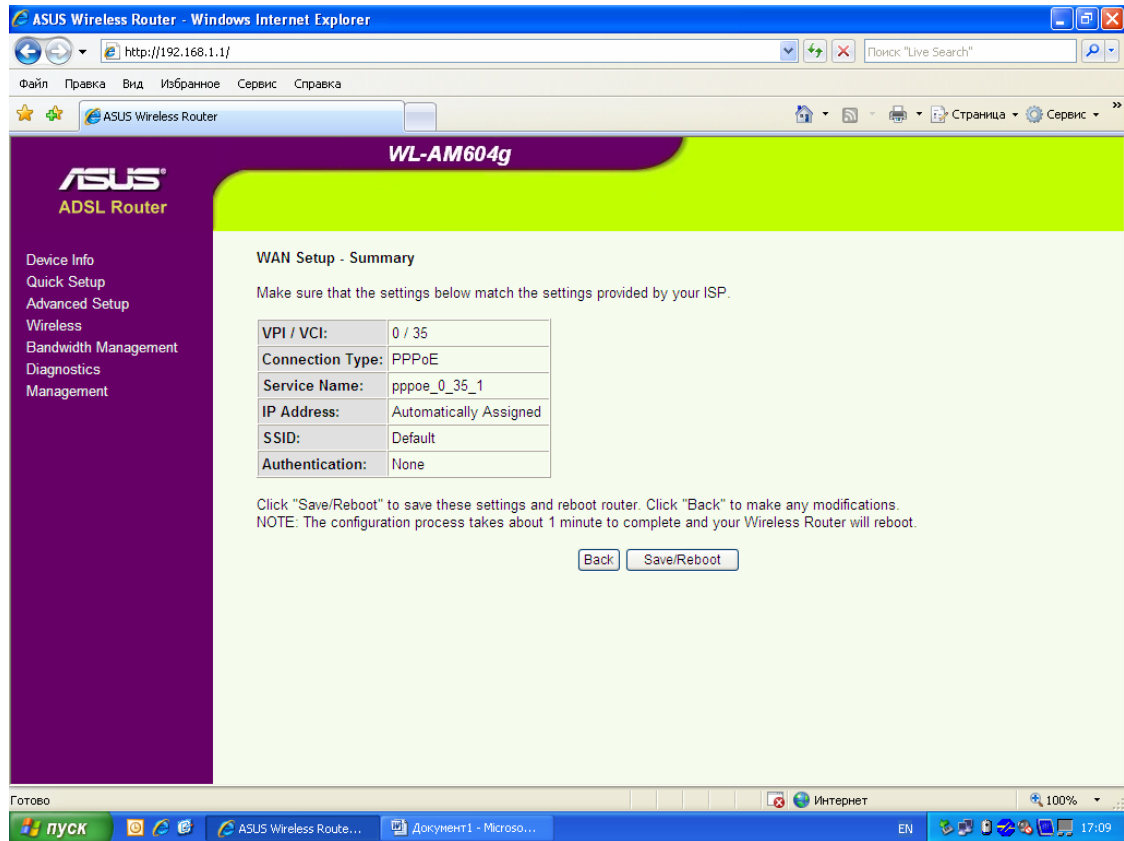 ASUS Wireless Router - Windows Internet Explorer
http://192.168.1.1/
Поиск "Live Search"
Файл Правка Вид Избранное Сервис Справка
ASUS Wireless Router
Страница
Сервис
»
WL-AM604g
ASUS
ADSL Router
Device Info
Quick Setup
Advanced Setup
Wireless
Bandwidth Management
Diagnostics
Management
WAN Setup - Summary
Make sure that the settings below match the settings provided by your ISP.
VPI / VCI: 0 / 35
Connection Type: PPPoE
Service Name: pppoe_0_35_1
IP Address: Automatically Assigned
SSID: Default
Authentication: None
Click "Save/Reboot" to save these settings and reboot router. Click "Back" to make any modifications.
NOTE: The configuration process takes about 1 minute to complete and your Wireless Router will reboot.
Back Save/Reboot
Готово
Интернет
100%
пуск
ASUS Wireless Route...
Документ1 - Microso...
EN
17:09